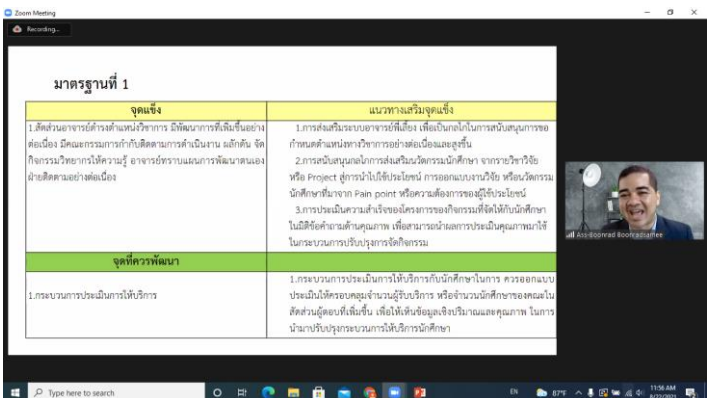 Zoom Meeting
Recording...
มาตรฐานที่ 1
จุดแข็ง
แนวทางเสริมจุดแข็ง
1.สัดส่วนอาจารย์ดำรงตำแหน่งวิชาการ มีพัฒนาการที่เพิ่มขึ้นอย่าง
ต่อเนื่อง มีคณะกรรมการกำกับติดตามการดำเนินงาน ผลักดัน จัด
กิจกรรมวิทยากรให้ความรู้ อาจารย์ทราบแผนการพัฒนาตนเอง
ฝ่ายติดตามอย่างต่อเนื่อง
1.การส่งเสริมระบบอาจารย์พี่เลี้ยง เพื่อเป็นกลไกในการสนับสนุนการขอ
กำหนดตำแหน่งทางวิชาการอย่างต่อเนื่องและสูงขึ้น
2.การสนับสนุนกลไกการส่งเสริมนวัตกรรมนักศึกษา จากรายวิชาวิจัย
หรือ Project สู่การนำไปใช้ประโยชน์ การออกแบบงานวิจัย หรือนวัตกรรม
นักศึกษาที่มาจาก Pain point หรือความต้องการของผู้ใช้ประโยชน์
3.การประเมินความสำเร็จของโครงการของกิจกรรมที่จัดให้กับนักศึกษา
ในมิติข้อคำถามด้านคุณภาพ เพื่อสามารถนำผลการประเมินคุณภาพมาใช้
ในกระบวนการปรับปรุงการจัดกิจกรรม
จุดที่ควรพัฒนา
1.กระบวนการประเมินการให้บริการ
1.กระบวนการประเมินการให้บริการกับนักศึกษาในการ ควรออกแบบ
ประเมินให้ครอบคลุมจำนวนผู้รับบริการ หรือจำนวนนักศึกษาของคณะใน
สัดส่วนผู้ตอบที่เพิ่มขึ้น เพื่อให้เห็นข้อมูลเชิงปริมาณและคุณภาพ ในการ
นำมาปรับปรุงกระบวนการให้บริการนักศึกษา
Type here to search
EN
87°F
11:56 AM